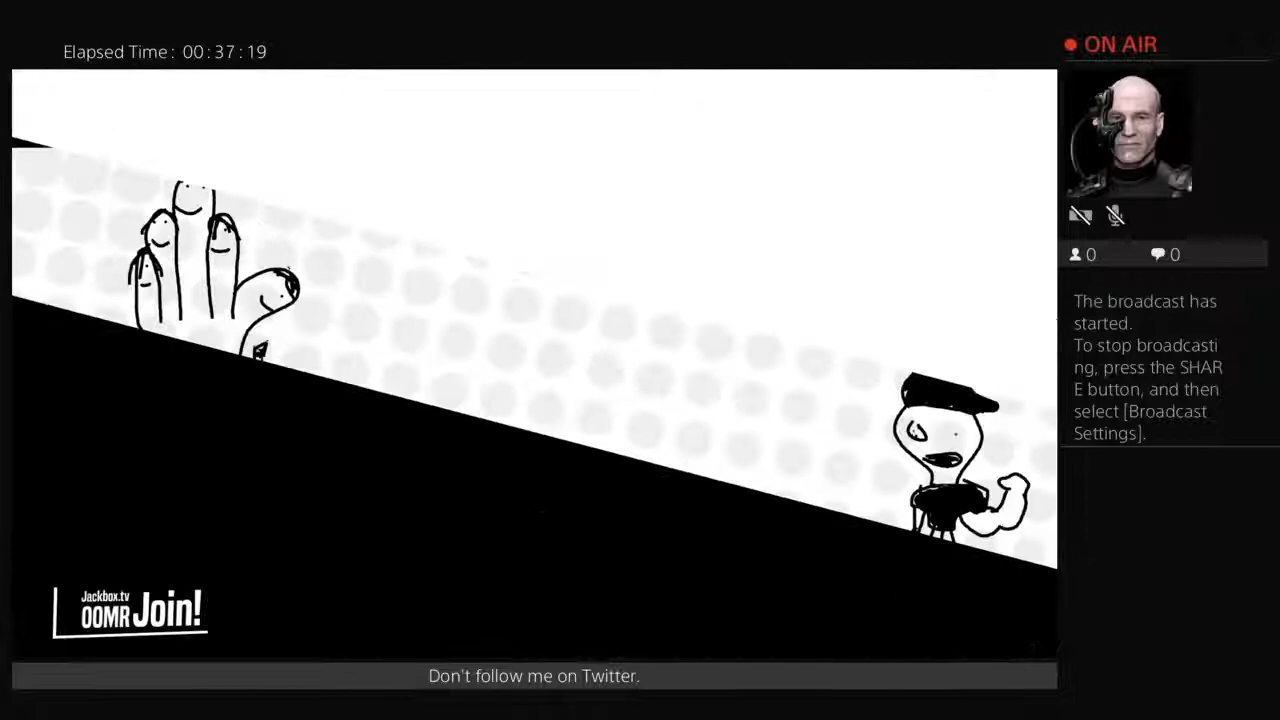 Elapsed Time: 00:37:19
ON AIR
0 0
The broadcast has
started.
To stop broadcasti
ng, press the SHAR
E button, and then
select [Broadcast
Settings].
Jackbox.tv
OOMR Join!
Don't follow me on Twitter.